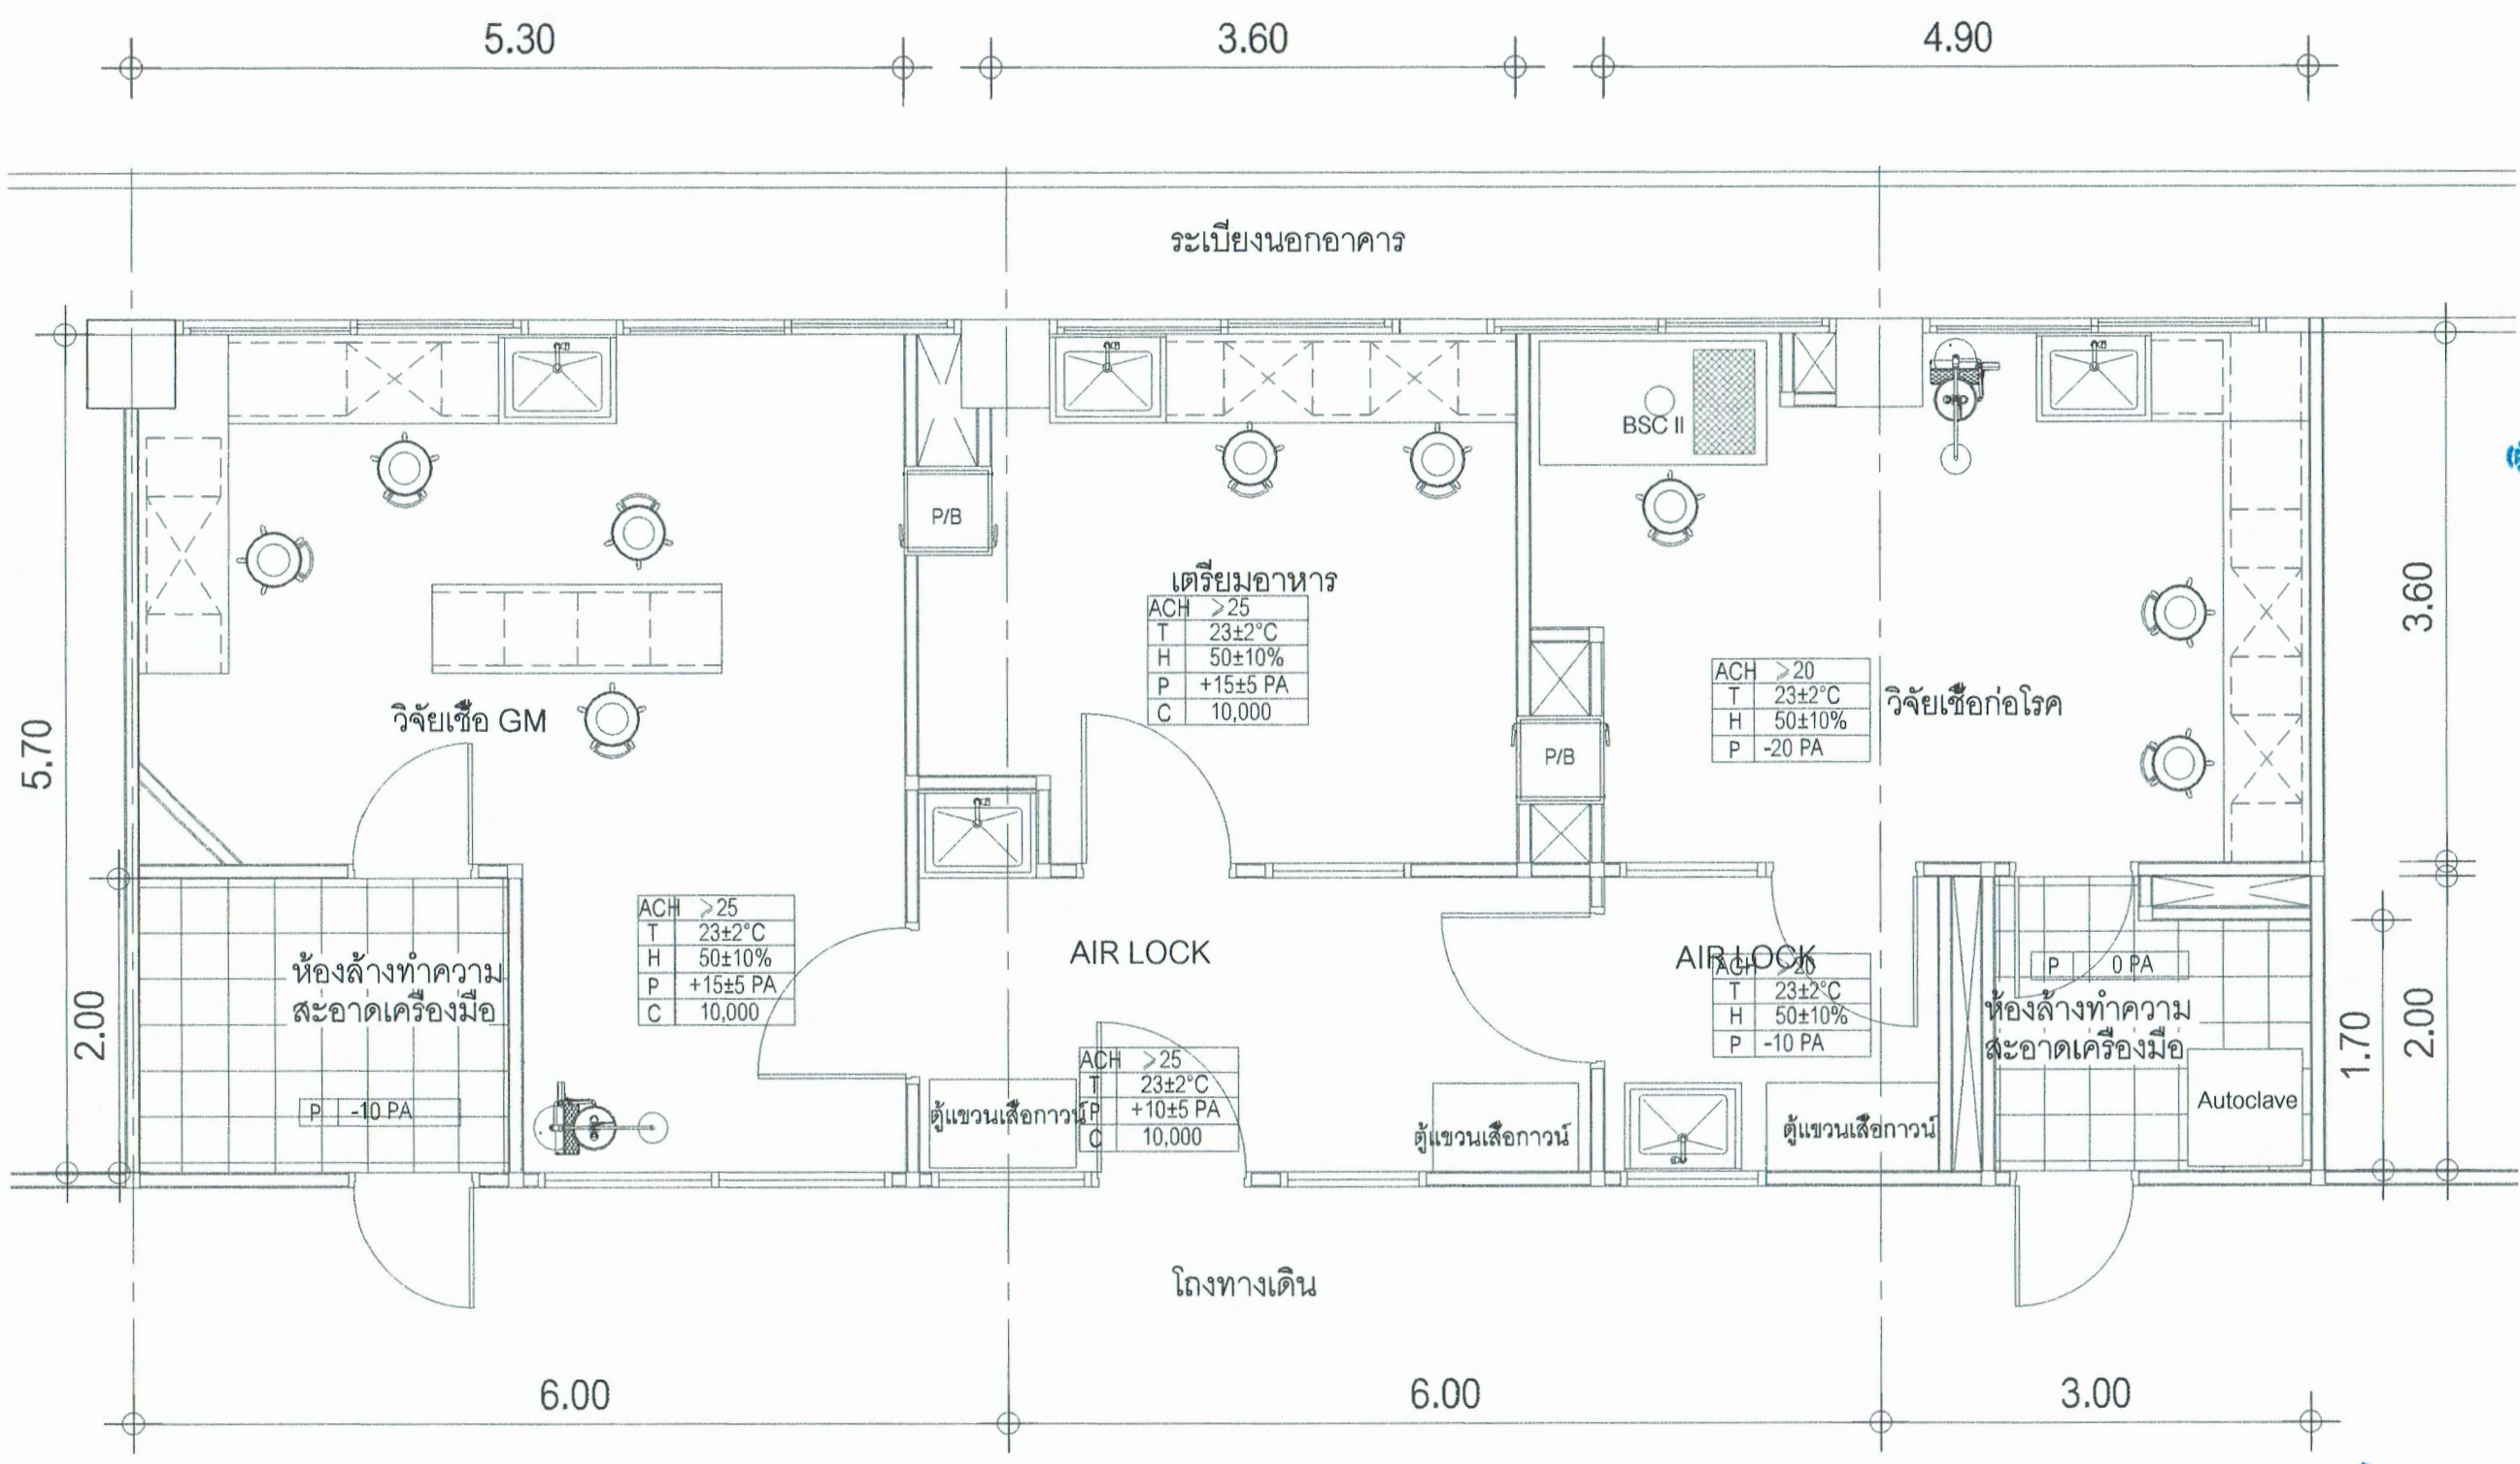 5.30
3.60
4.90
ระเบียงนอกอาคาร
BSC II
P/B
เตรียมอาหาร
ACH ⩾25
T 23±2°C
H 50±10%
P +15±5 PA
C 10,000
3.60
ACH ⩾20
T 23±2°C
H 50±10%
P -20 PA
วิจัยเชื้อก่อโรค
วิจัยเชื้อ GM
P/B
5.70
ACH ⩾25
T 23±2°C
H 50±10%
P +15±5 PA
C 10,000
AIR LOCK
AIR LOCK
ACH ⩾20
T 23±2°C
H 50±10%
P -10 PA
P 0 PA
ห้องล้างทำความ
สะอาดเครื่องมือ
ห้องล้างทำความ
สะอาดเครื่องมือ
2.00
1.70
2.00
ACH ⩾25
T 23±2°C
P +10±5 PA
C 10,000
P -10 PA
ตู้แขวนเสื้อกาวน์
ตู้แขวนเสื้อกาวน์
ตู้แขวนเสื้อกาวน์
Autoclave
โถงทางเดิน
6.00
6.00
3.00